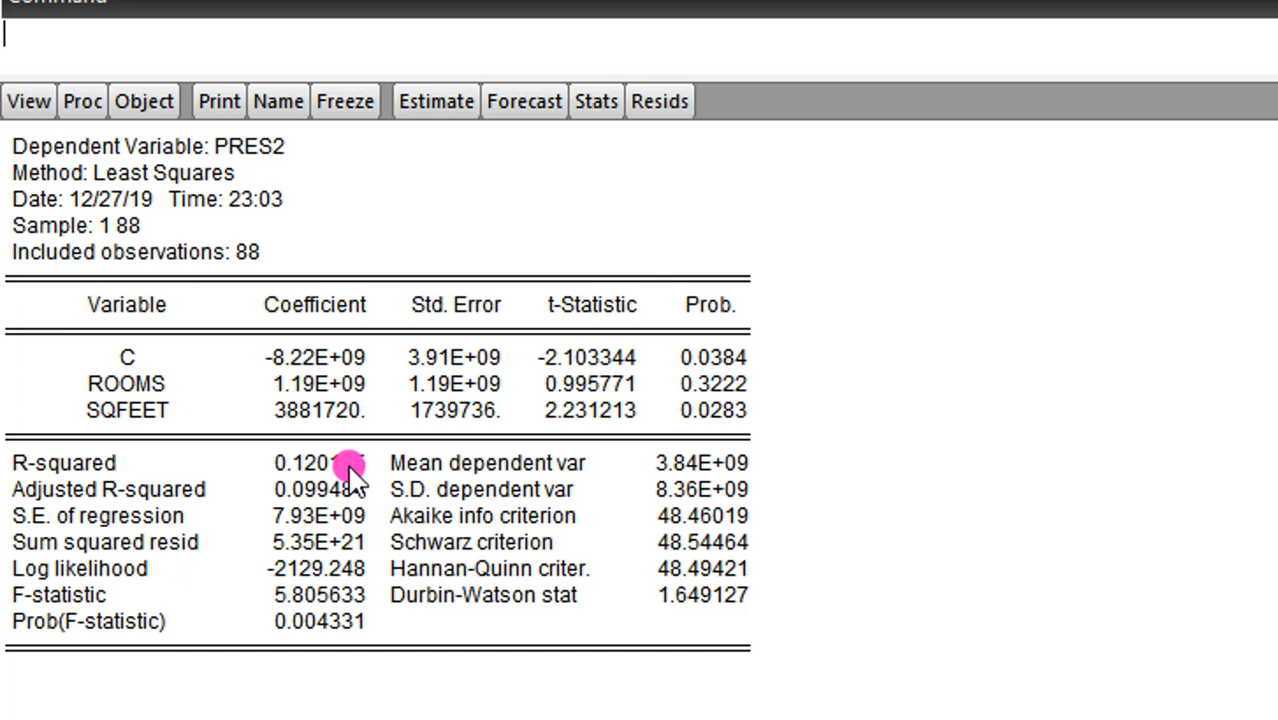 View Proc Object Print Name Freeze Estimate Forecast Stats Resids
Dependent Variable: PRES2
Method: Least Squares
Date: 12/27/19 Time: 23:03
Sample: 1 88
Included observations: 88
Variable Coefficient Std. Error t-Statistic Prob.
C -8.22E+09 3.91E+09 -2.103344 0.0384
ROOMS 1.19E+09 1.19E+09 0.995771 0.3222
SQFEET 3881720. 1739736. 2.231213 0.0283
R-squared Mean dependent var 3.84E+09
Adjusted R-squared S.D. dependent var 8.36E+09
S.E. of regression 7.93E+09 Akaike info criterion 48.46019
Sum squared resid 5.35E+21 Schwarz criterion 48.54464
Log likelihood -2129.248 Hannan-Quinn criter. 48.49421
F-statistic 5.805633 Durbin-Watson stat 1.649127
Prob(F-statistic) 0.004331